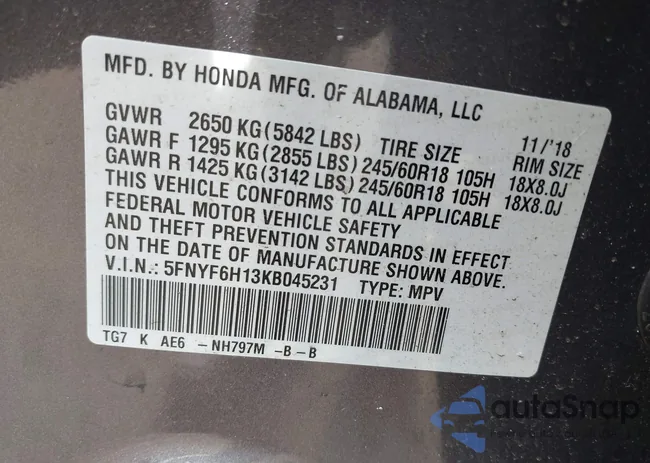 MFD. BY HONDA MFG. OF ALABAMA, LLC
11/'18
GVWR 2650 KG(5842 LBS) TIRE SIZE RIM SIZE
GAWR F 1295 KG(2855 LBS) 245/60R18 105H 18X8.0J
GAWR R 1425 KG(3142 LBS) 245/60R18 105H 18X8.0J
THIS VEHICLE CONFORMS TO ALL APPLICABLE
FEDERAL MOTOR VEHICLE SAFETY
AND THEFT PREVENTION STANDARDS IN EFFECT
ON THE DATE OF MANUFACTURE SHOWN ABOVE.
V.I.N.: 5FNYF6H13KB045231 TYPE: MPV
TG7 K AE6 -NH797M -B-B
autoSnap